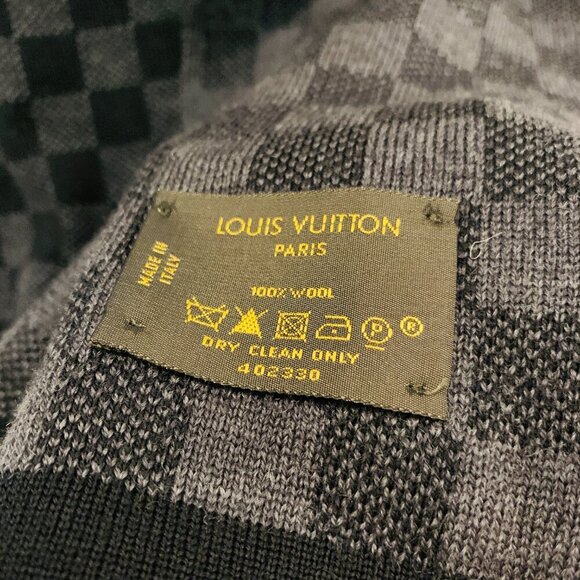 LOUIS VUITTON
PARIS
MADE IN
ITALY
100% WOOL
P ®
DRY CLEAN ONLY
402330